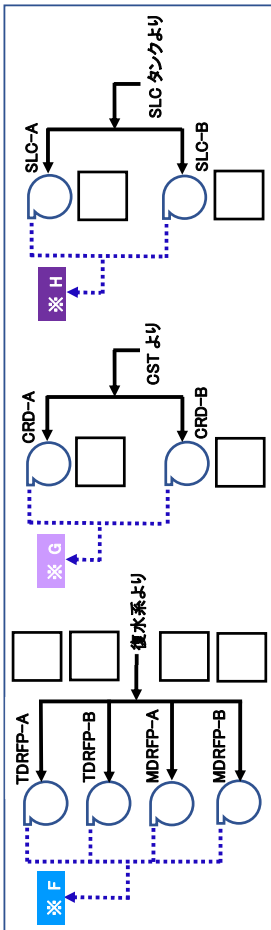 ※ F
TDRFP-A
TDRFP-B
MDRFP-A
MDRFP-B
復水系より
※ G
CRD-A
CRD-B
CST より
※ H
SLC-A
SLC-B
SLC タンクより